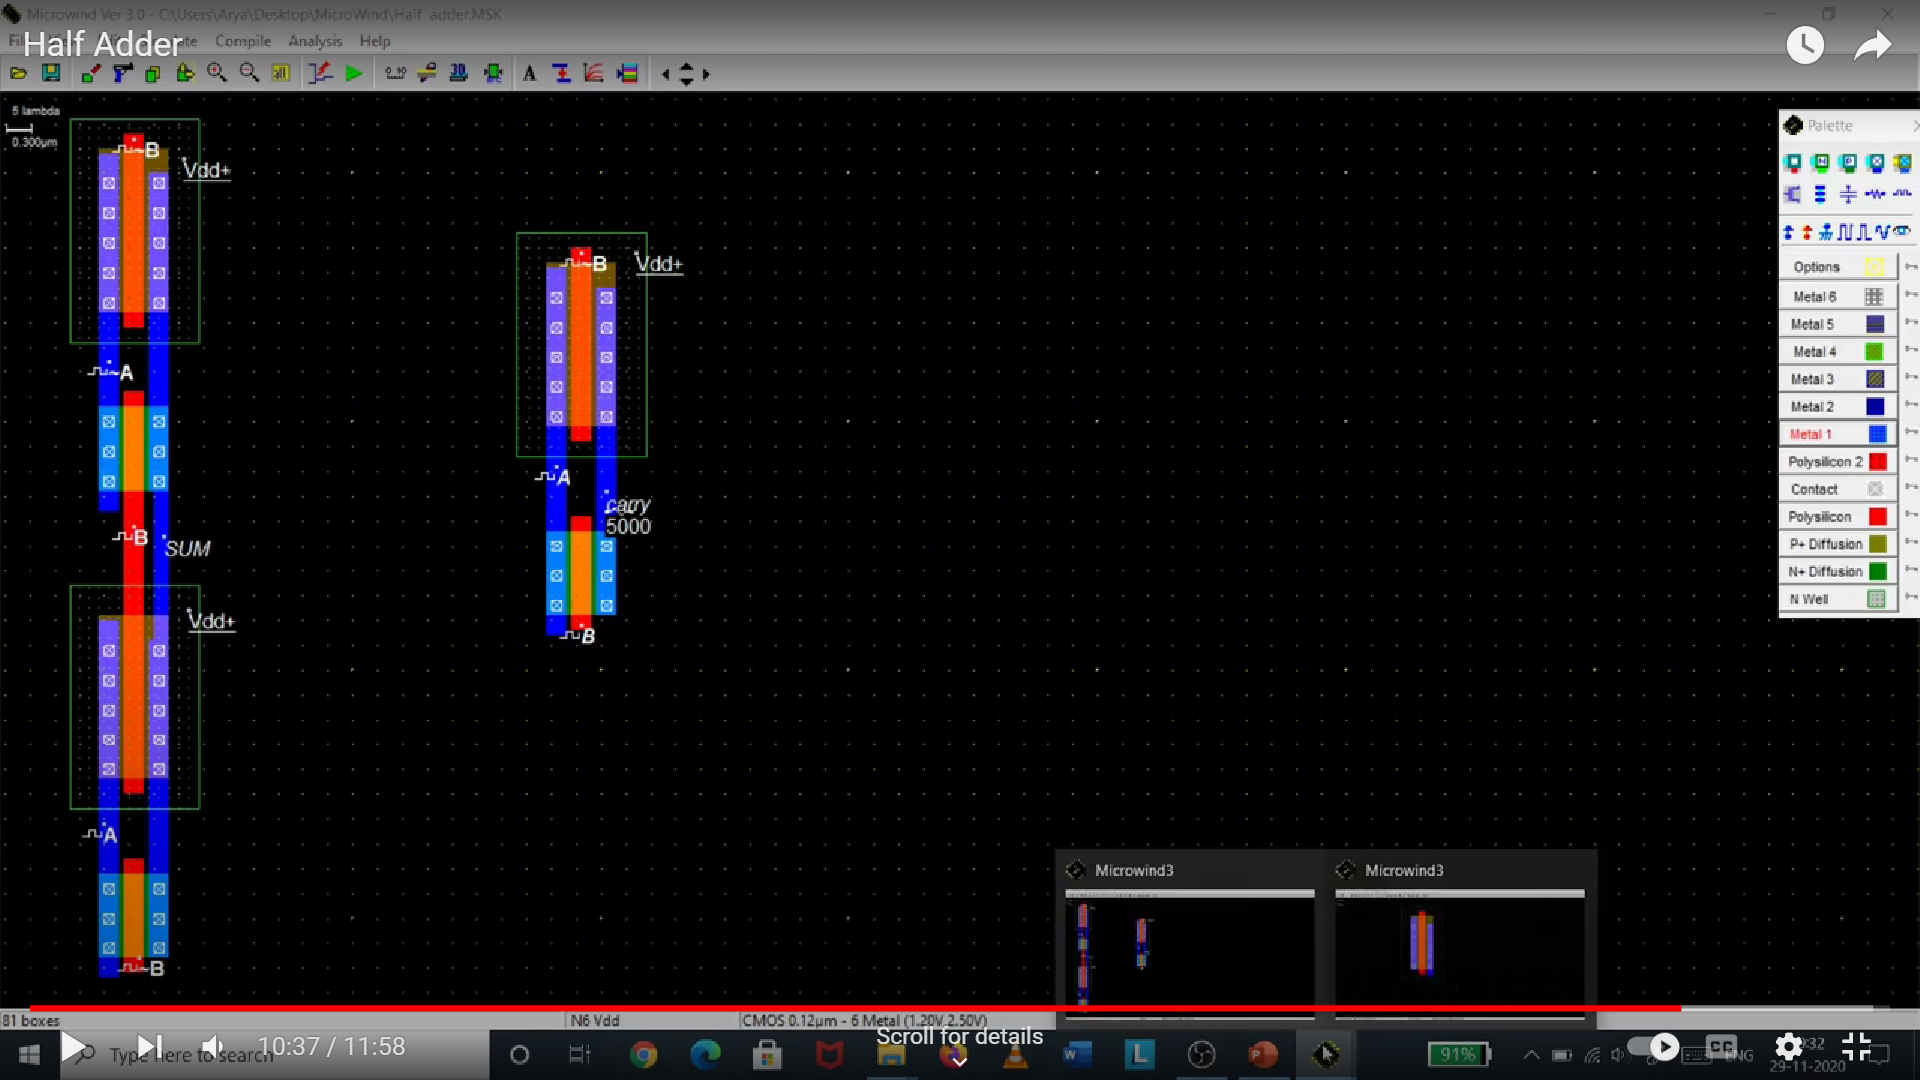 Microwind Ver 3.0 - C:\Users\Arya\Desktop\MicroWind\Half adder.MSK
Half Adder
Compile Analysis Help
5 lambda
0.300µm
B
Vdd+
A
B
SUM
Vdd+
A
B
B
Vdd+
A
carry
5000
B
Palette
Options
Metal 6
Metal 5
Metal 4
Metal 3
Metal 2
Metal 1
Polysilicon 2
Contact
Polysilicon
P+ Diffusion
N+ Diffusion
N Well
Microwind3
Microwind3
81 boxes
N6 Vdd
CMOS 0.12µm - 6 Metal (1.20V, 2.50V)
Scroll for details
10:37 / 11:58
Type here to search
91%
CC
ENG
29-11-2020